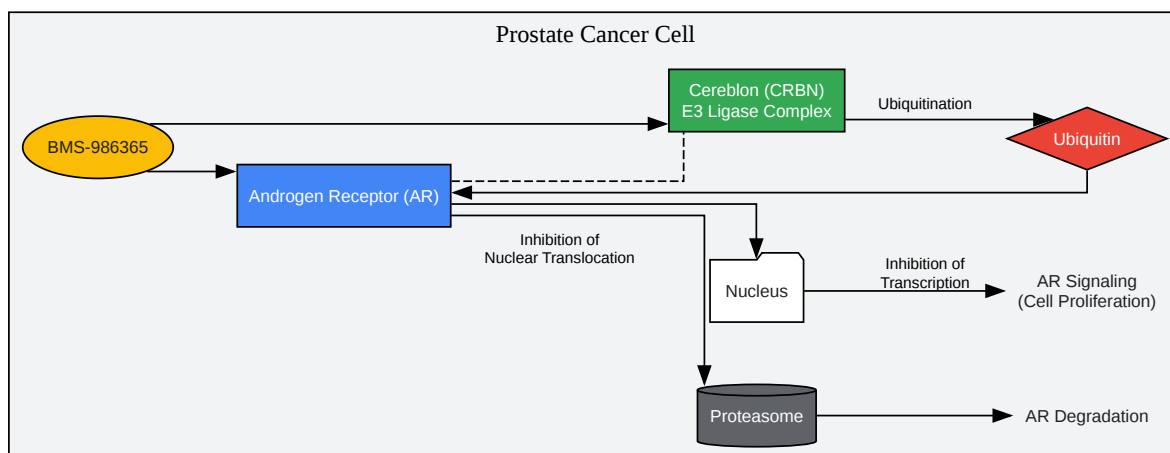 Prostate Cancer Cell
Cereblon (CRBN)
E3 Ligase Complex
Ubiquitination
BMS-986365
Ubiquitin
Androgen Receptor (AR)
Inhibition of
Nuclear Translocation
Nucleus
Inhibition of
Transcription
AR Signaling
(Cell Proliferation)
Proteasome
AR Degradation